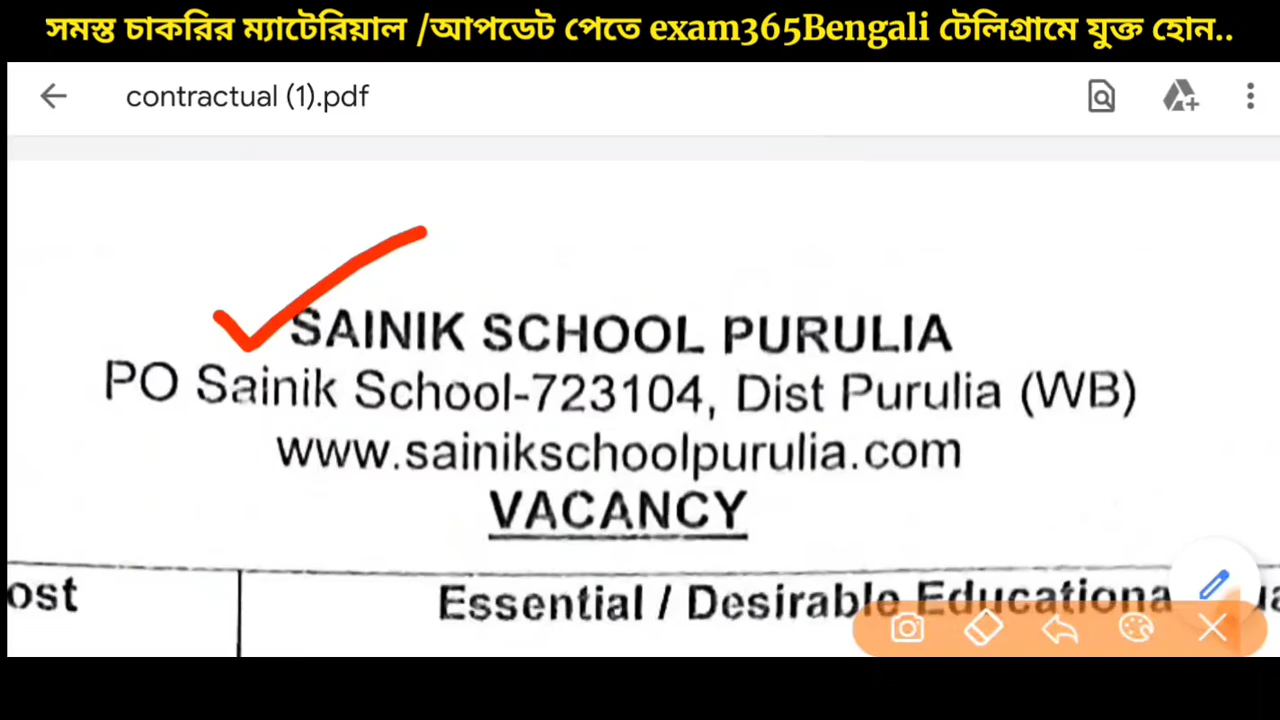 সমস্ত চাকরির ম্যাটেরিয়াল /আপডেট পেতে exam365Bengali টেলিগ্রামে যুক্ত হোন..
contractual (1).pdf
SAINIK SCHOOL PURULIA
PO Sainik School-723104, Dist Purulia (WB)
www.sainikschoolpurulia.com
VACANCY
ost Essential / Desirable Educationa